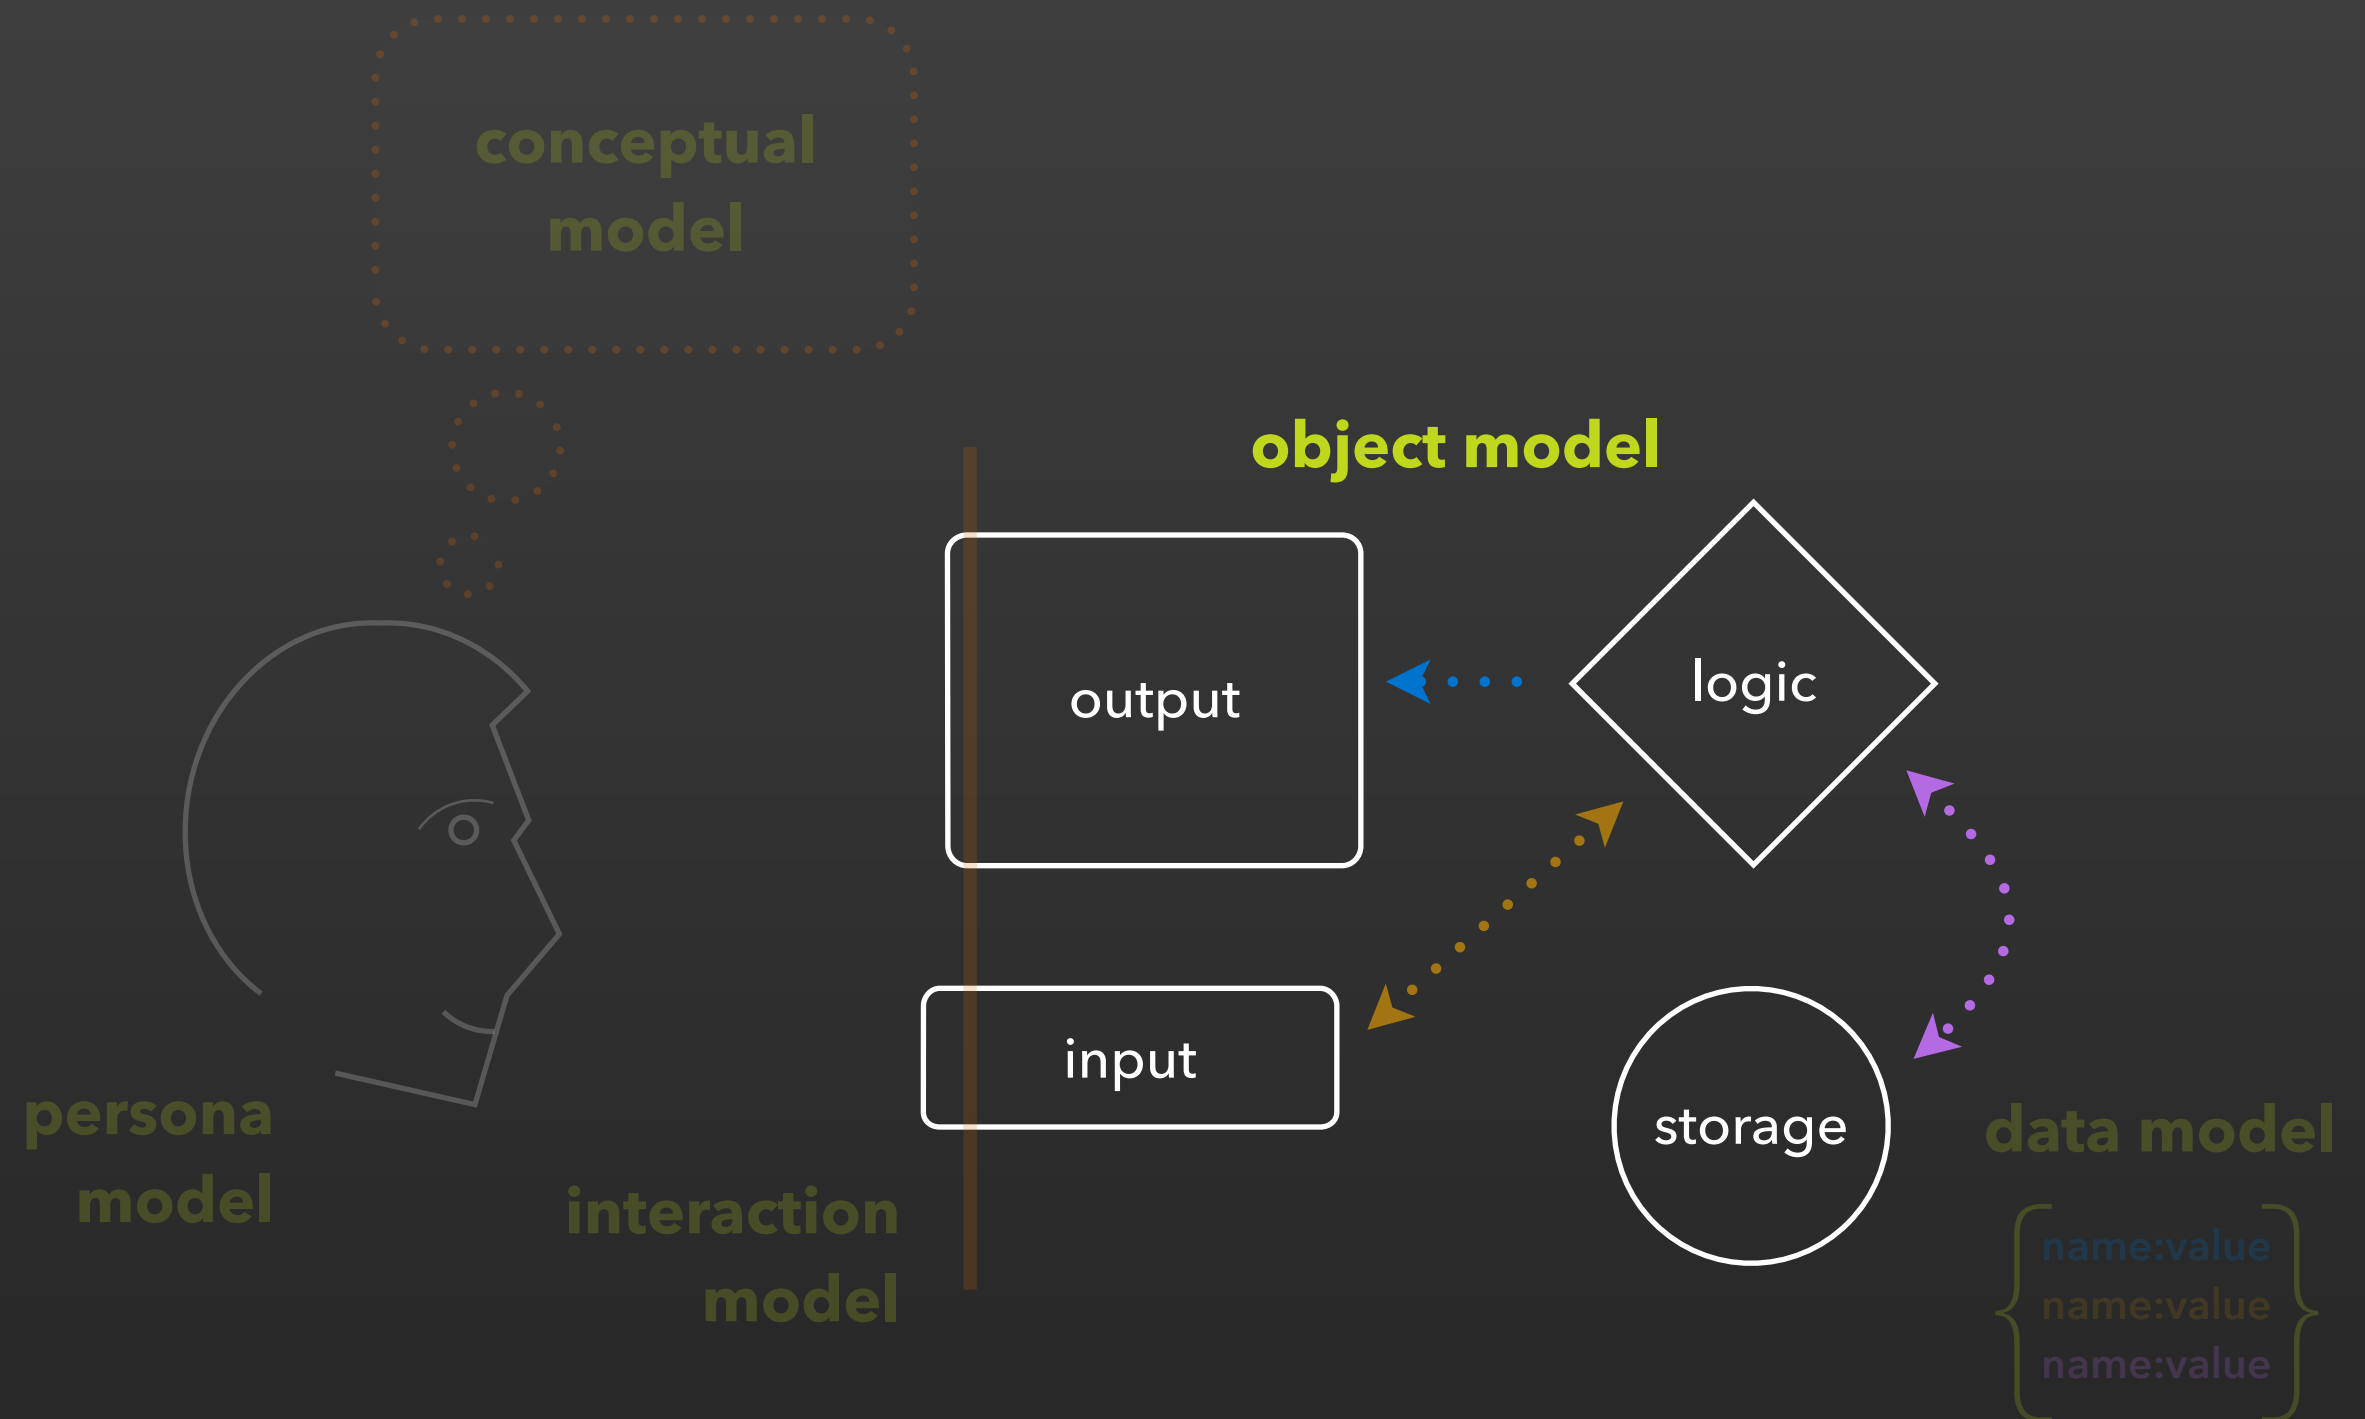 conceptual
model
object model
output
logic
input
storage
persona
model
interaction
model
data model
name:value
name:value
name:value